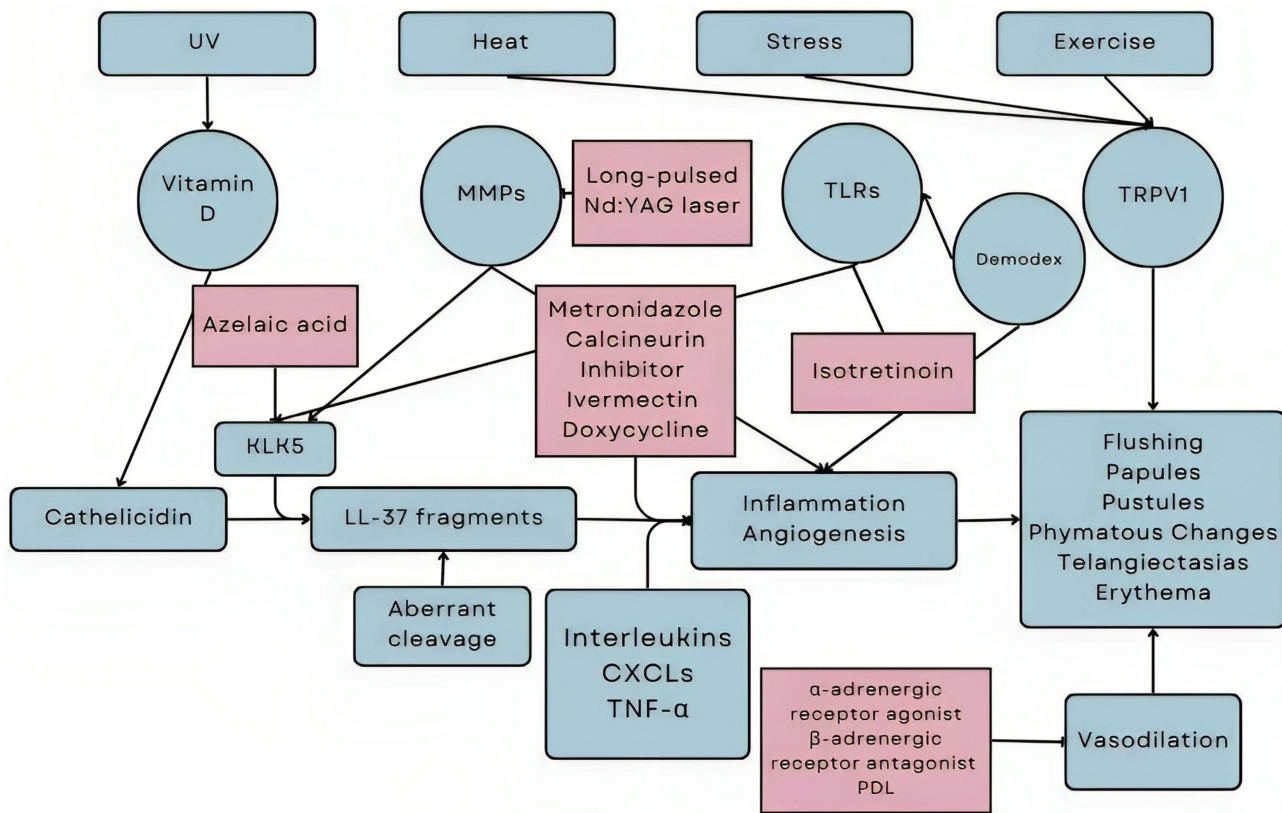 UV
Heat
Stress
Exercise
Vitamin
D
MMPs
Long-pulsed
Nd:YAG laser
TLRs
Demodex
TRPV1
Azelaic acid
Metronidazole
Calcineurin
Inhibitor
Ivermectin
Doxycycline
Isotretinoin
KLK5
Cathelicidin
LL-37 fragments
Inflammation
Angiogenesis
Flushing
Papules
Pustules
Phymatous Changes
Telangiectasias
Erythema
Aberrant
cleavage
Interleukins
CXCLs
TNF-α
α-adrenergic
receptor agonist
β-adrenergic
receptor antagonist
PDL
Vasodilation